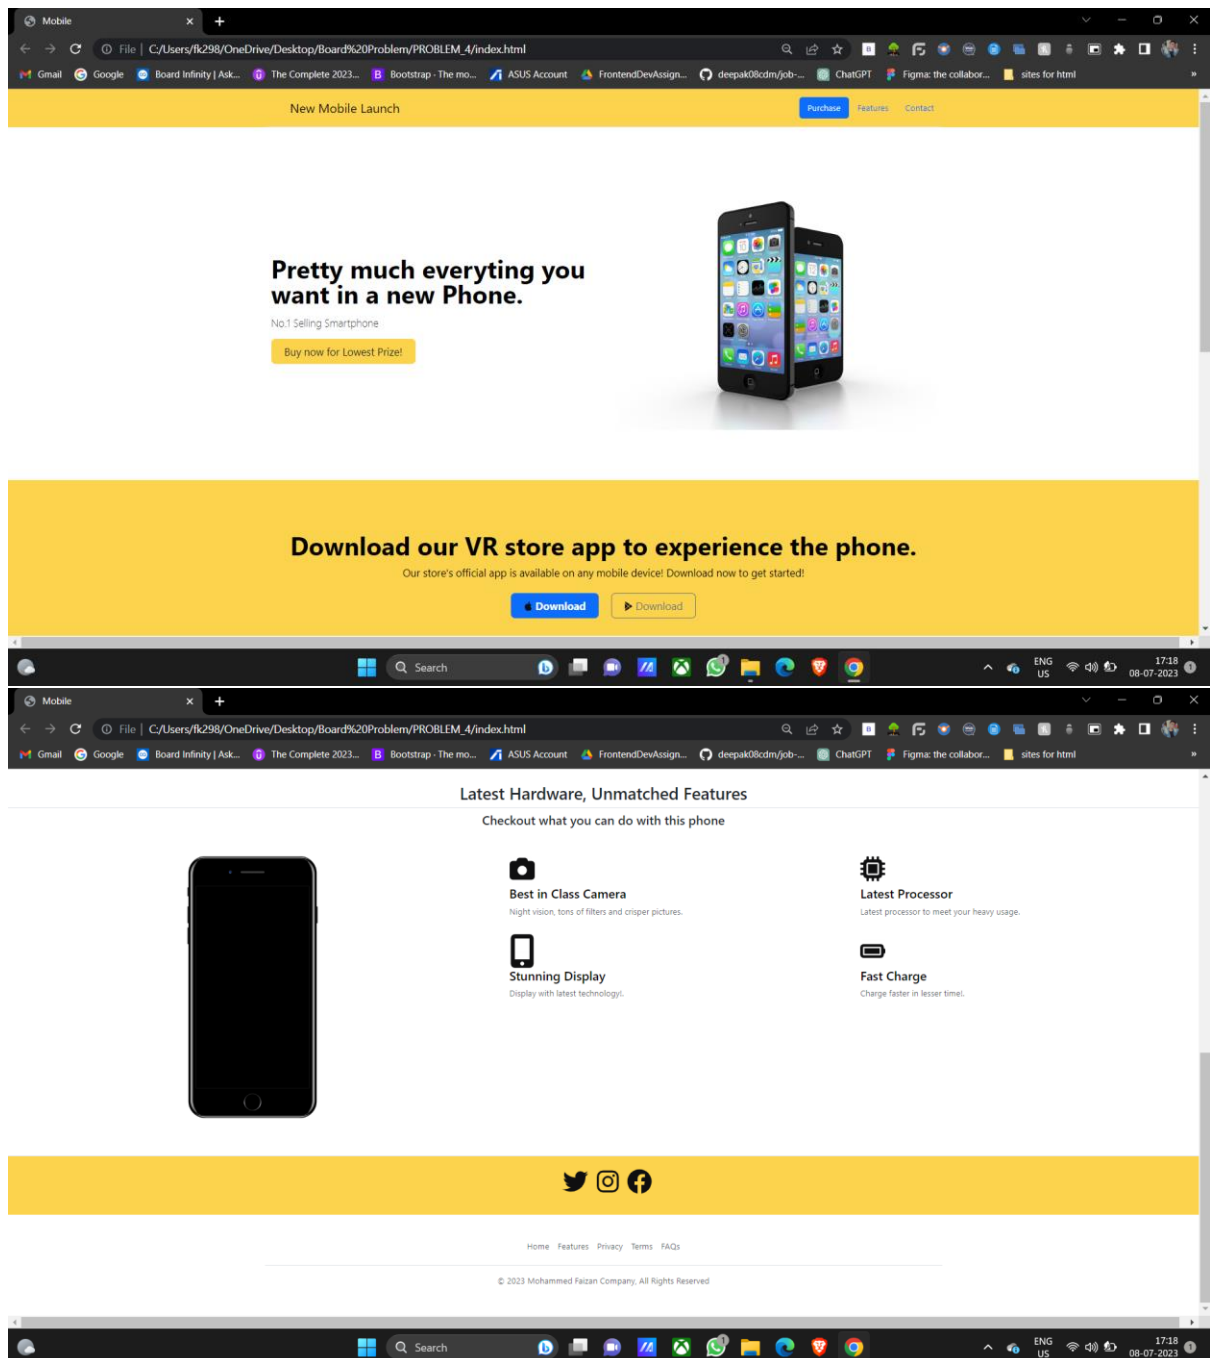 Mobile
File | C:/Users/fk298/OneDrive/Desktop/Board%20Problem/PROBLEM_4/index.html
Gmail Google Board Infinity | Ask... The Complete 2023... Bootstrap · The mo... ASUS Account FrontendDevAssign... deepak08cdm/job-... ChatGPT Figma: the collabor... sites for html »
New Mobile Launch Purchase Features Contact
Pretty much everyting you
want in a new Phone.
No.1 Selling Smartphone
Buy now for Lowest Prize!
Download our VR store app to experience the phone.
Our store's official app is available on any mobile device! Download now to get started!
Download Download
Search ENG US 17:18 08-07-2023 1
Mobile
File | C:/Users/fk298/OneDrive/Desktop/Board%20Problem/PROBLEM_4/index.html
Gmail Google Board Infinity | Ask... The Complete 2023... Bootstrap · The mo... ASUS Account FrontendDevAssign... deepak08cdm/job-... ChatGPT Figma: the collabor... sites for html »
Latest Hardware, Unmatched Features
Checkout what you can do with this phone
Best in Class Camera Latest Processor
Night vision, tons of filters and crisper pictures. Latest processor to meet your heavy usage.
Stunning Display Fast Charge
Display with latest technology!. Charge faster in lesser time!.
Home Features Privacy Terms FAQs
© 2023 Mohammed Faizan Company, All Rights Reserved
Search ENG US 17:18 08-07-2023 1